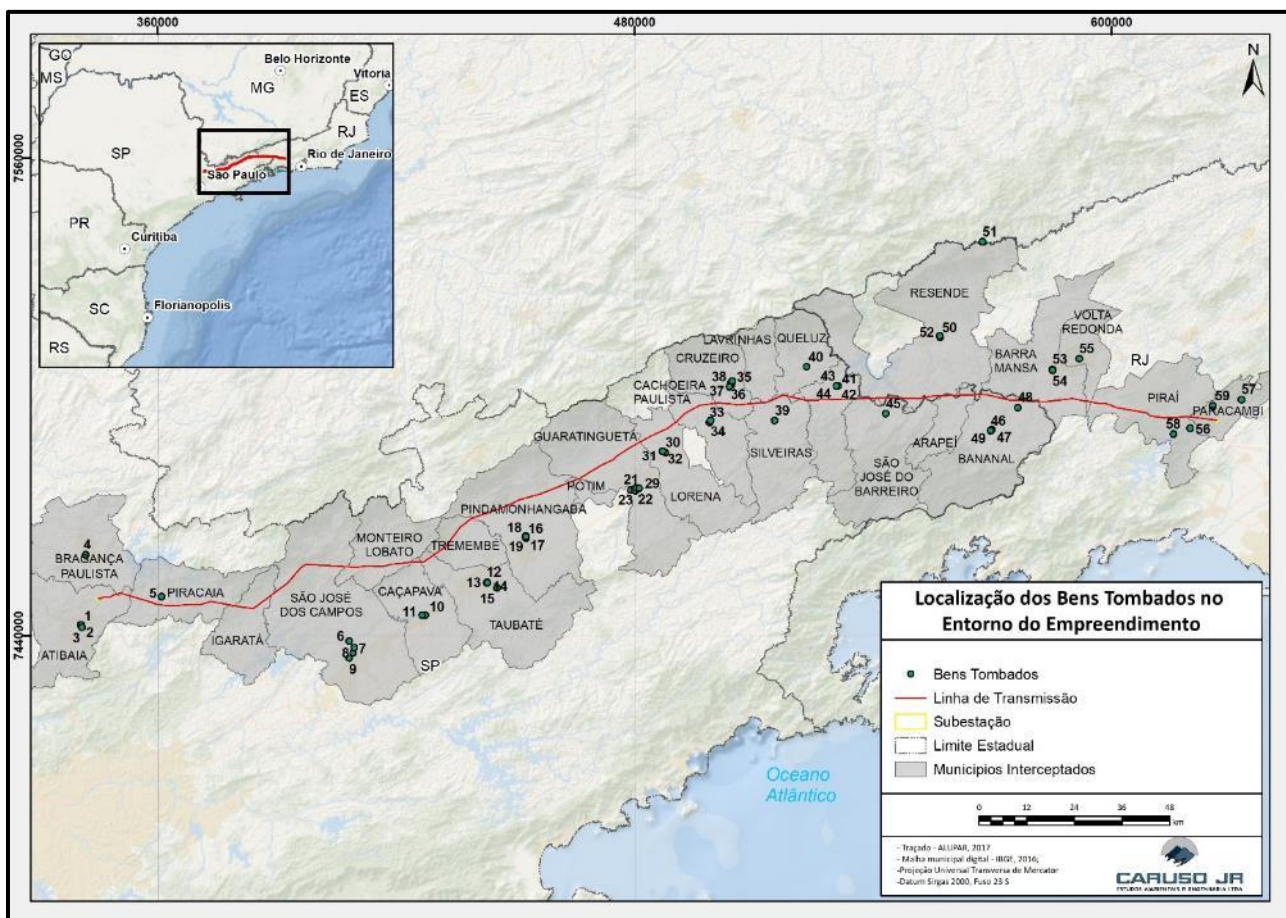 360000
480000
600000
7560000
7440000
N
GO
MS
Belo Horizonte
Vitoria
MG
ES
RJ
SP
Rio de Janeiro
São Paulo
PR
Curitiba
SC
Florianopolis
RS
51
RESENDE
52
50
VOLTA
REDONDA
LAVRINHAS
QUELUZ
40
CRUZEIRO
38
35
37
36
43
41
44
42
BARRA
MANSA
53
54
55
RJ
CACHOEIRA
PAULISTA
33
34
39
45
48
PIRAÍ
59
57
PARACAMBI
58
56
GUARATINGUETÁ
30
31
32
SILVEIRAS
ARAPEÍ
46
49
47
BANANAL
SÃO
JOSÉ DO
BARREIRO
POTIM
21
29
23
22
LORENA
PINDAMONHANGABA
18
16
19
17
MONTEIRO
LOBATO
TREMEMBÉ
4
BRAGANÇA
PAULISTA
5
PIRACAIA
SÃO JOSÉ
DOS CAMPOS
CAÇAPAVA
12
13
14
15
11
10
TAUBATÉ
1
3
2
ATIBAIA
IGARATÁ
6
7
8
9
SP
Oceano
Atlântico
Localização dos Bens Tombados no
Entorno do Empreendimento
Bens Tombados
Linha de Transmissão
Subestação
Limite Estadual
Municipios Interceptados
0 12 24 36 48
km
- Traçado - ALUPAR, 2017
- Malha municipal digital - IBGE, 2016;
-Projeção Universal Transversa de Mercator
-Datum Sirgas 2000, Fuso 23 S
CARUSO JR
ESTUDOS AMBIENTAIS & ENGENHARIA LTDA